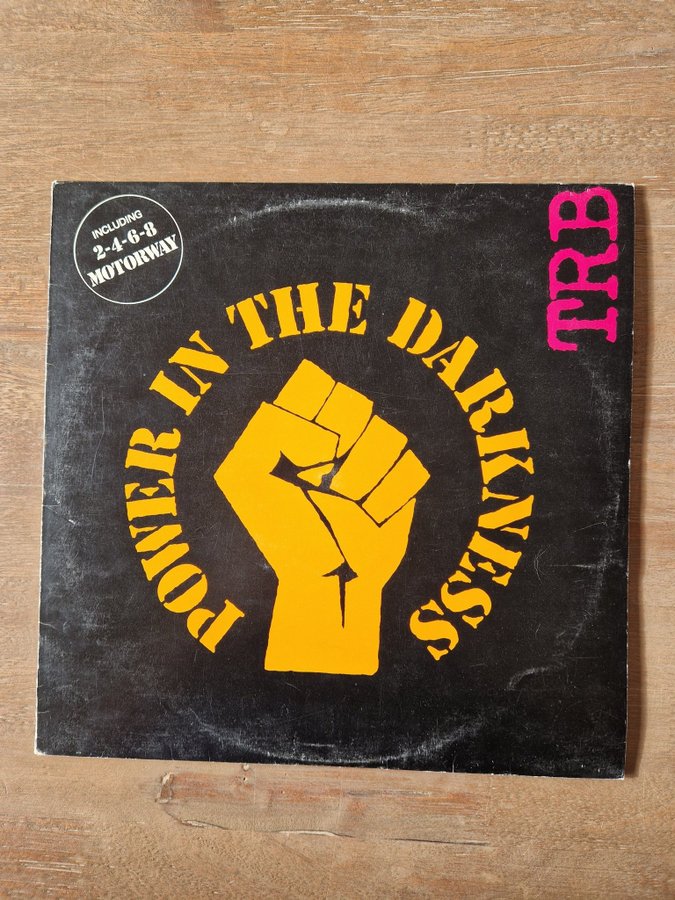 INCLUDING
2-4-6-8
MOTORWAY
TRB
POWER IN THE DARKNESS